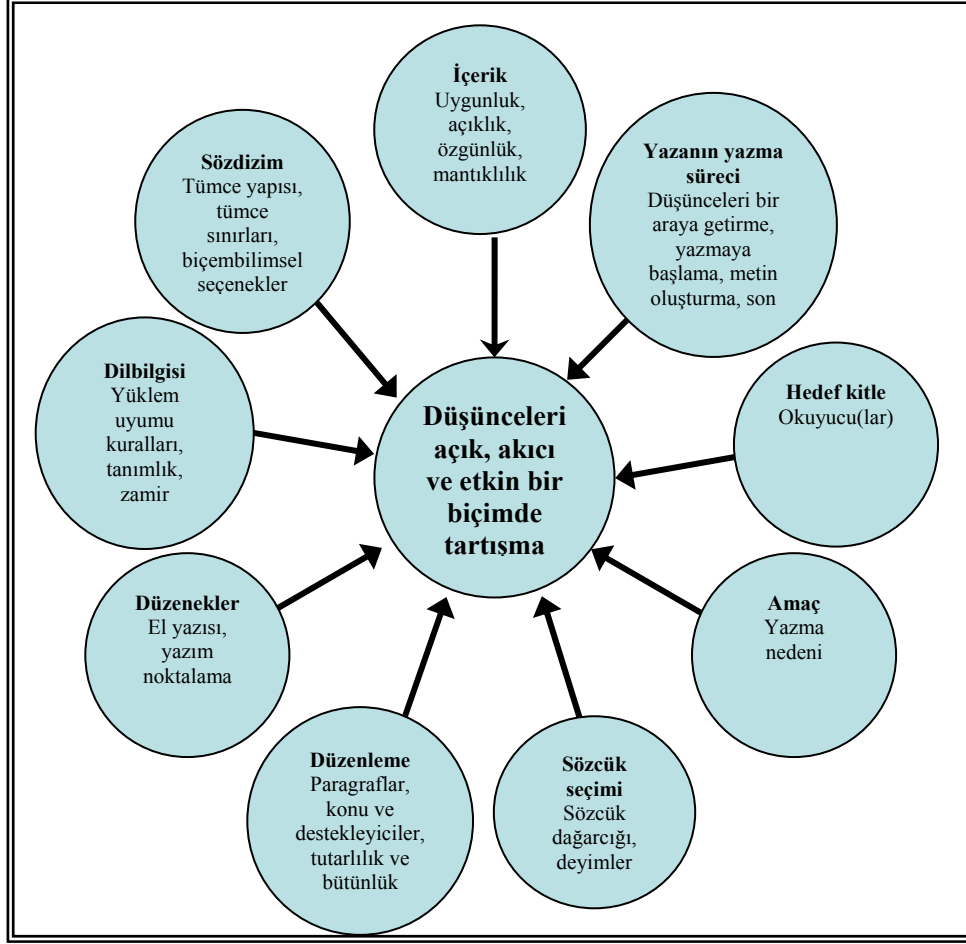 İçerik
Uygunluk,
açıklık,
özgünlük,
mantıklılık
Yazanın yazma
süreci
Düşünceleri bir
araya getirme,
yazmaya
başlama, metin
oluşturma, son
Hedef kitle
Okuyucu(lar)
Amaç
Yazma
nedeni
Sözcük
seçimi
Sözcük
dağarcığı,
deyimler
Düzenleme
Paragraflar,
konu ve
destekleyiciler,
tutarlılık ve
bütünlük
Düzenekler
El yazısı,
yazım
noktalama
Dilbilgisi
Yüklem
uyumu
kuralları,
tanımlık,
zamir
Sözdizim
Tümce yapısı,
tümce
sınırları,
biçembilimsel
seçenekler
Düşünceleri
açık, akıcı
ve etkin bir
biçimde
tartışma